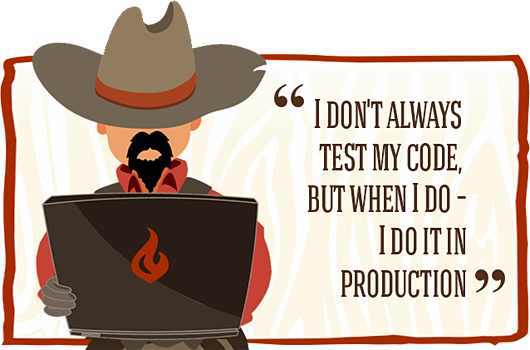 “ I DON'T ALWAYS
TEST MY CODE,
BUT WHEN I DO -
I DO IT IN
PRODUCTION ”